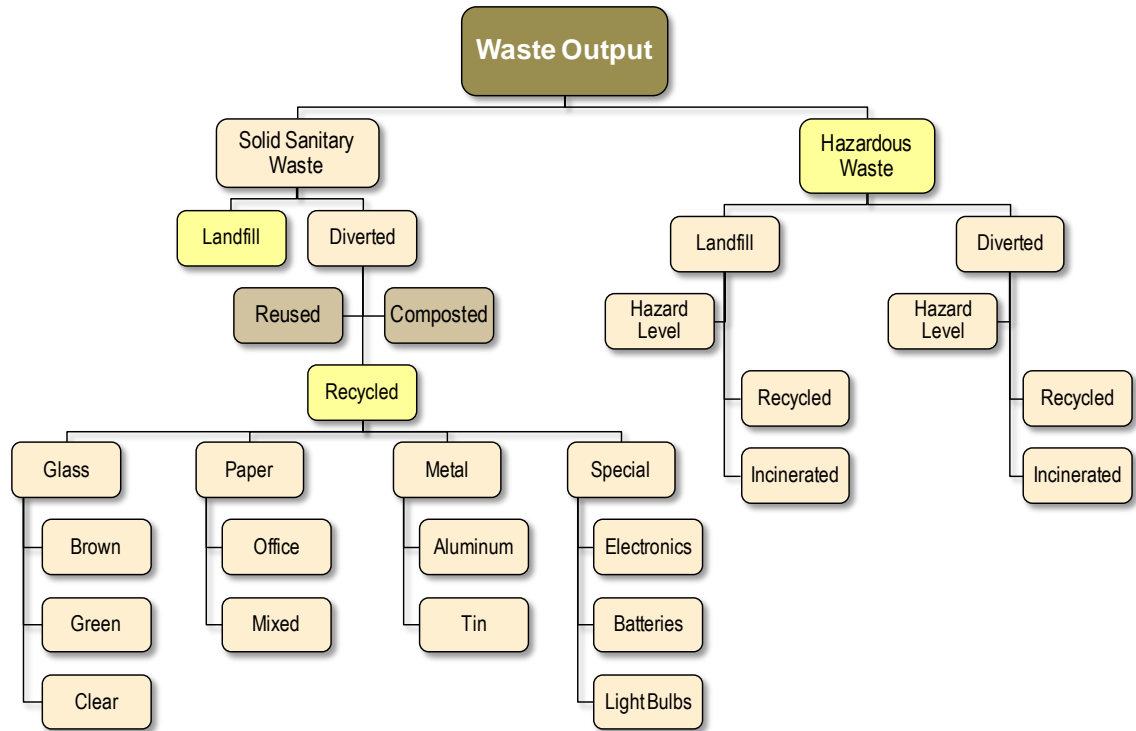 Waste Output
Solid Sanitary
Waste
Hazardous
Waste
Landfill
Diverted
Landfill
Diverted
Reused
Composted
Hazard
Level
Hazard
Level
Recycled
Recycled
Recycled
Glass
Paper
Metal
Special
Incinerated
Incinerated
Brown
Office
Aluminum
Electronics
Green
Mixed
Tin
Batteries
Clear
Light Bulbs